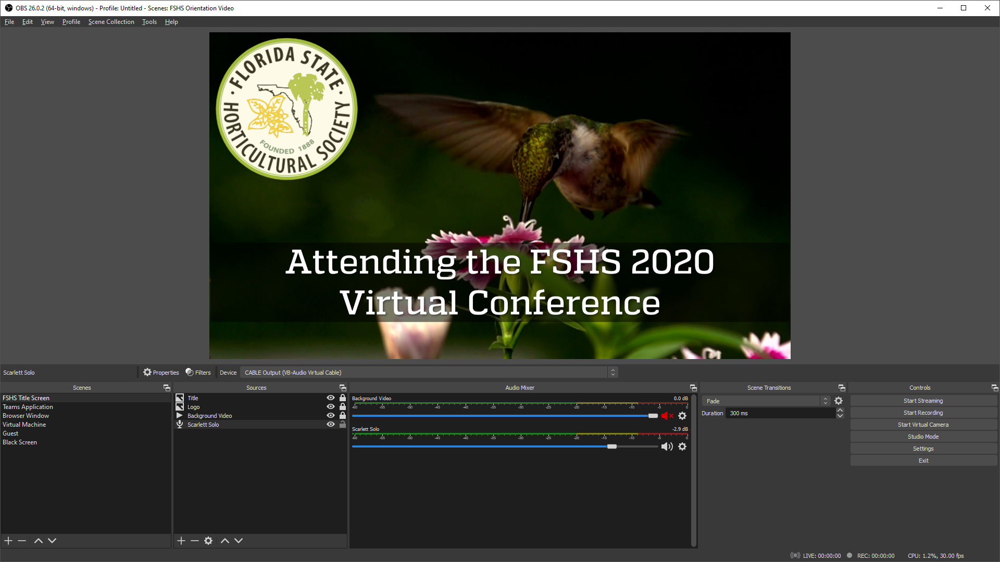 OBS 26.0.2 (64-bit, windows) - Profile: Untitled - Scenes: FSHS Orientation Video
File Edit View Profile Scene Collection Tools Help
· FLORIDA STATE ·
HORTICULTURAL SOCIETY
FOUNDED 1888
Attending the FSHS 2020
Virtual Conference
Scarlett Solo Properties Filters Device CABLE Output (VB-Audio Virtual Cable)
Scenes
FSHS Title Screen
Teams Application
Browser Window
Virtual Machine
Guest
Black Screen
Sources
Title
Logo
Background Video
Scarlett Solo
Audio Mixer
Background Video 0.0 dB
-60 -55 -50 -45 -40 -35 -30 -25 -20 -15 -10 -5 0
Scarlett Solo -2.9 dB
-60 -55 -50 -45 -40 -35 -30 -25 -20 -15 -10 -5 0
Scene Transitions
Fade
Duration 300 ms
Controls
Start Streaming
Start Recording
Start Virtual Camera
Studio Mode
Settings
Exit
LIVE: 00:00:00 REC: 00:00:00 CPU: 1.2%, 30.00 fps